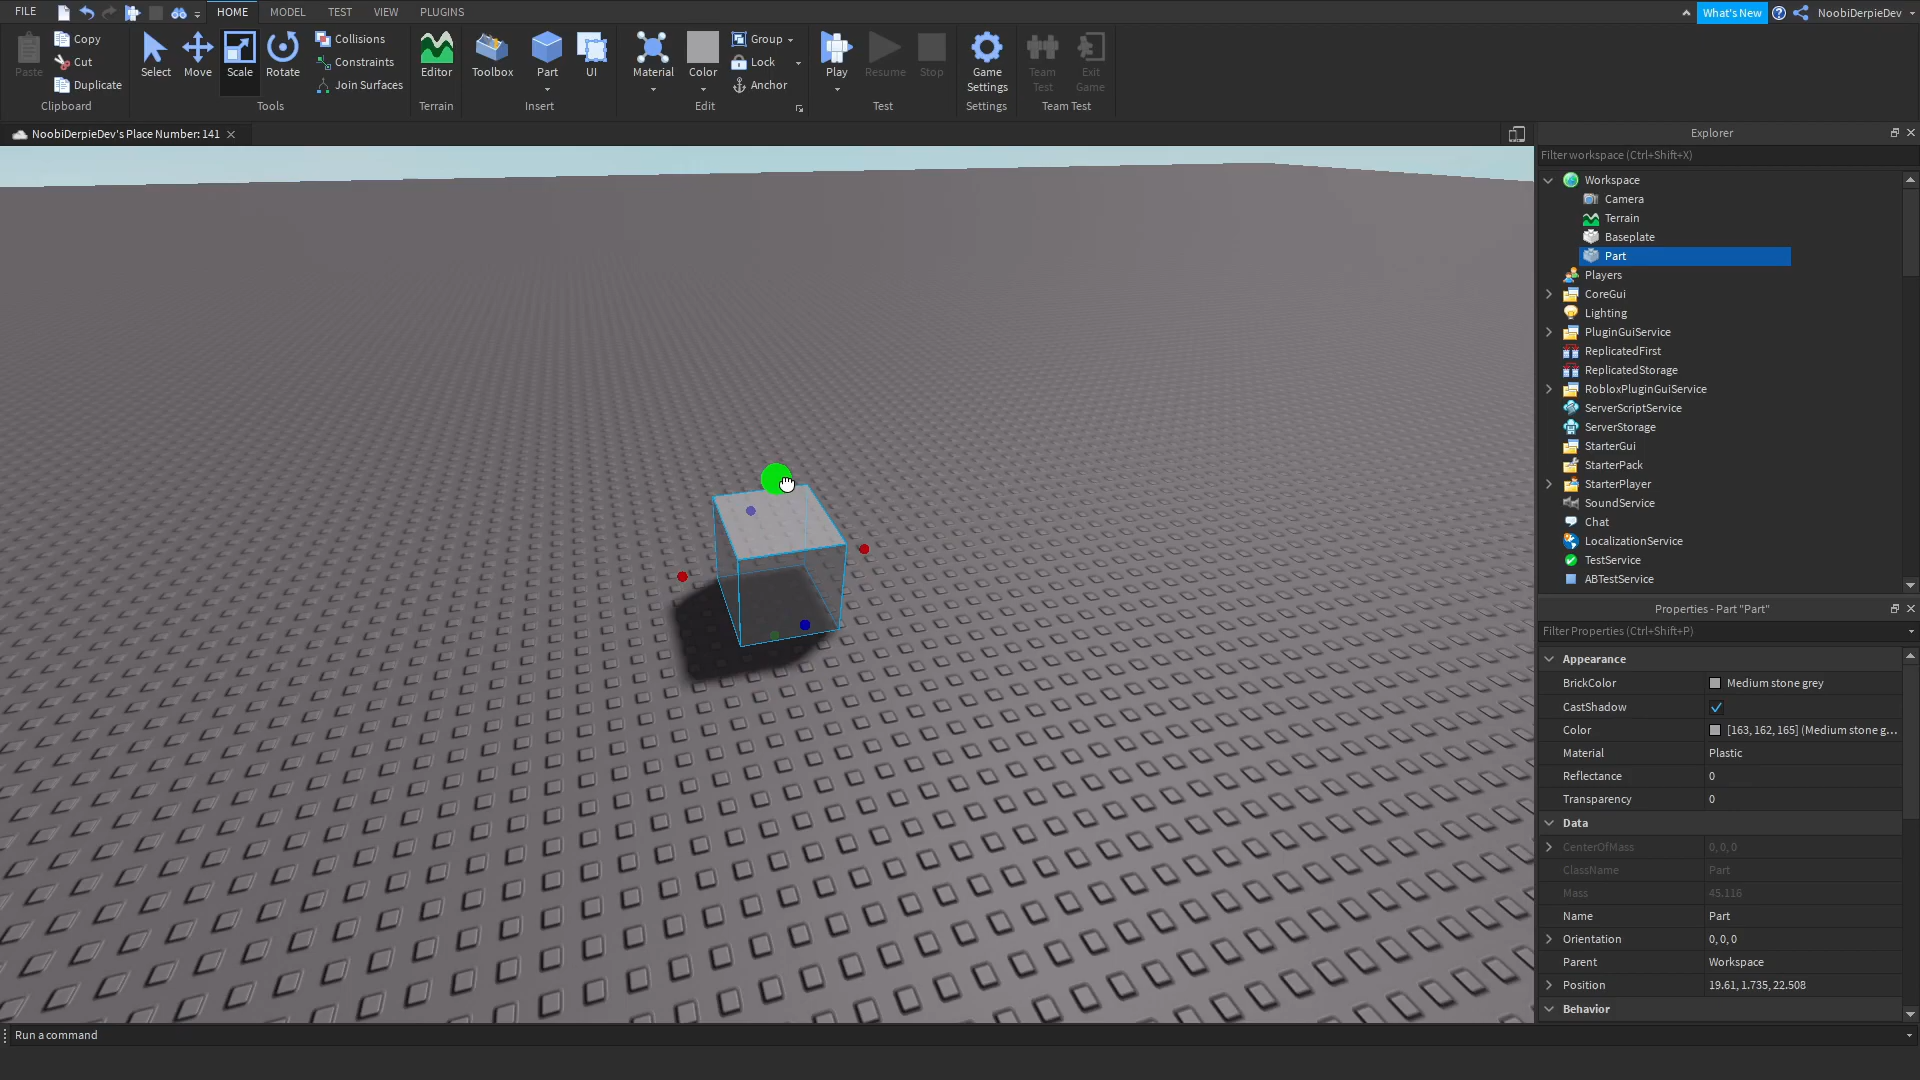 FILE HOME MODEL TEST VIEW PLUGINS What's New NoobiDerpieDev
Paste Copy Cut Duplicate Clipboard
Select Move Scale Rotate Collisions Constraints Join Surfaces Tools
Editor Terrain
Toolbox Part UI Insert
Material Color Group Lock Anchor Edit
Play Resume Stop Test
Game Settings Settings
Team Test Exit Game Team Test
NoobiDerpieDev's Place Number: 141
Explorer
Filter workspace (Ctrl+Shift+X)
Workspace
Camera
Terrain
Baseplate
Part
Players
CoreGui
Lighting
PluginGuiService
ReplicatedFirst
ReplicatedStorage
RobloxPluginGuiService
ServerScriptService
ServerStorage
StarterGui
StarterPack
StarterPlayer
SoundService
Chat
LocalizationService
TestService
ABTestService
Properties - Part "Part"
Filter Properties (Ctrl+Shift+P)
Appearance
BrickColor Medium stone grey
CastShadow
Color [163, 162, 165] (Medium stone g...
Material Plastic
Reflectance 0
Transparency 0
Data
CenterOfMass 0, 0, 0
ClassName Part
Mass 45.116
Name Part
Orientation 0, 0, 0
Parent Workspace
Position 19.61, 1.735, 22.508
Behavior
Run a command